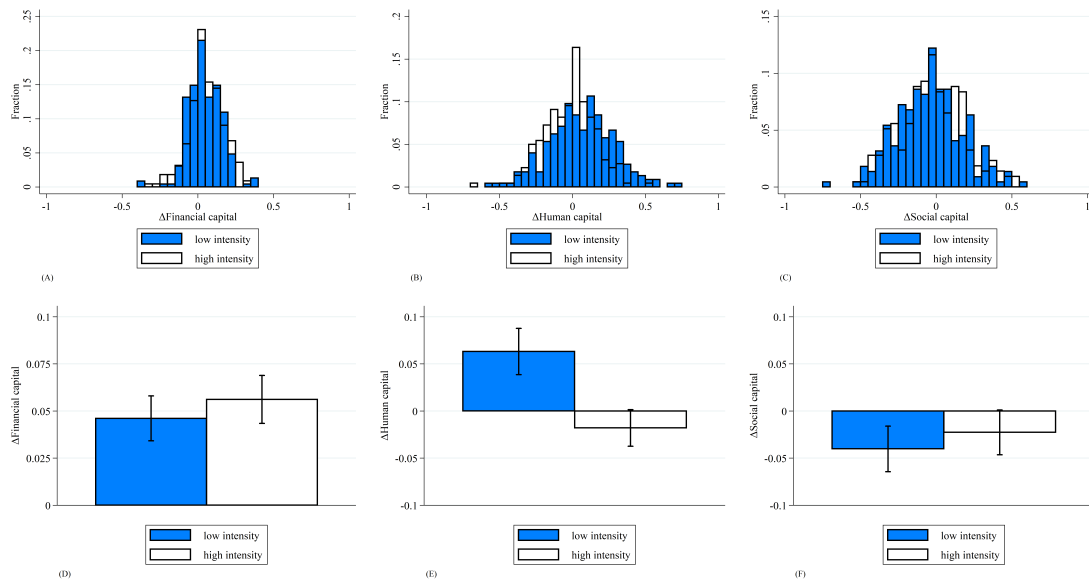 .25
.2
.15
.1
.05
0
Fraction
-1 -0.5 0 0.5 1
ΔFinancial capital
low intensity
high intensity
(A)
.2
.15
.1
.05
0
Fraction
-1 -0.5 0 0.5 1
ΔHuman capital
low intensity
high intensity
(B)
.15
.1
.05
0
Fraction
-1 -0.5 0 0.5 1
ΔSocial capital
low intensity
high intensity
(C)
0.1
0.075
0.05
0.025
0
ΔFinancial capital
low intensity
high intensity
(D)
0.1
0.05
0
-0.05
-0.1
ΔHuman capital
low intensity
high intensity
(E)
0.1
0.05
0
-0.05
-0.1
ΔSocial capital
low intensity
high intensity
(F)